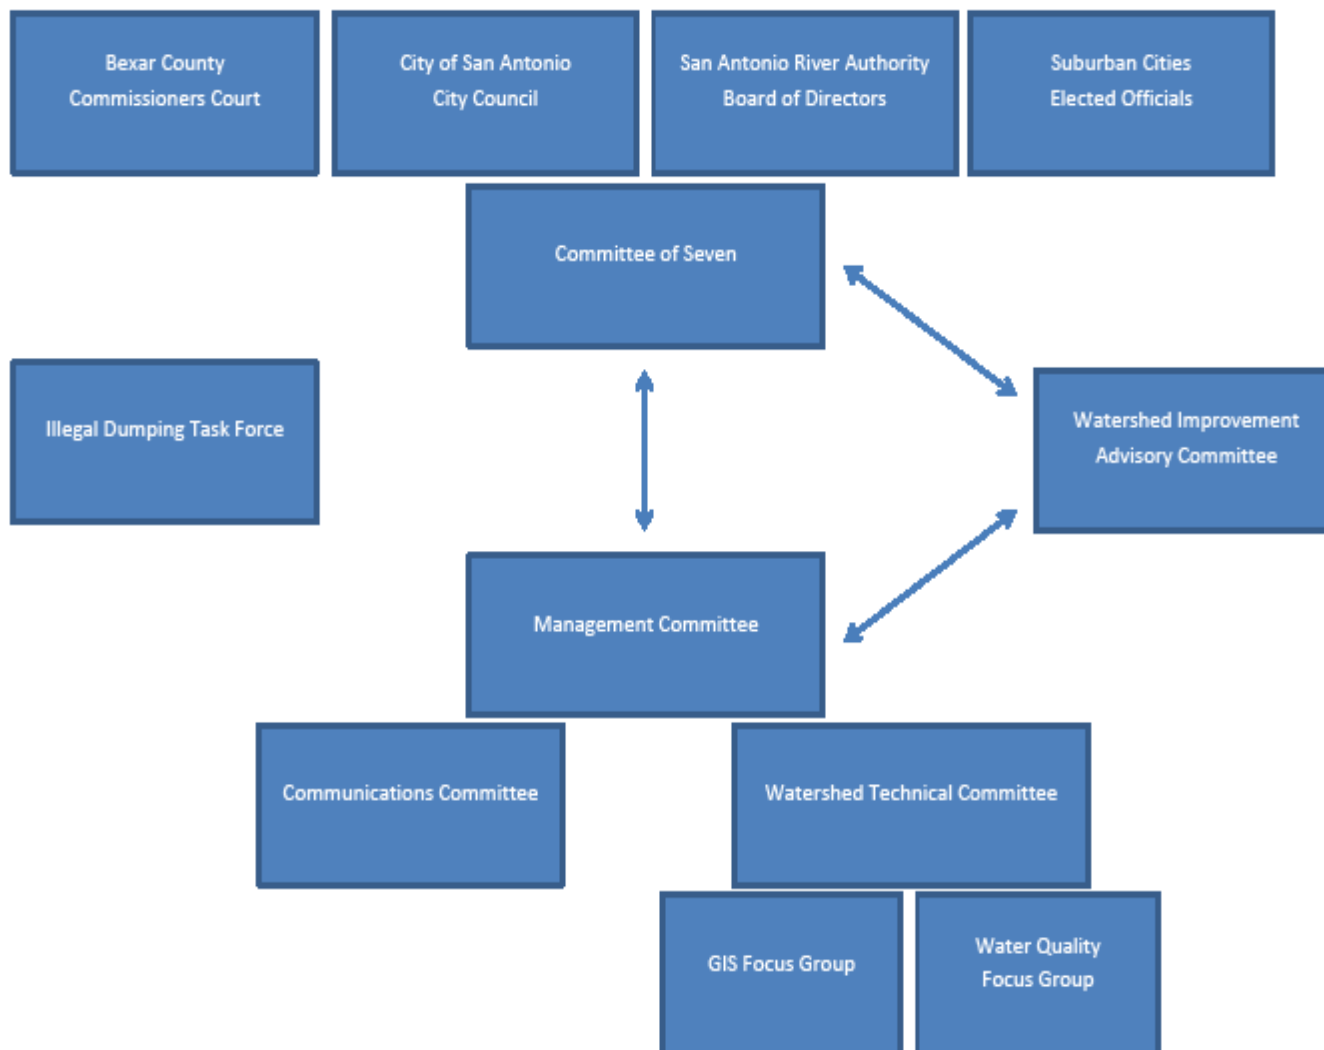 Bexar County
Commissioners Court
City of San Antonio
City Council
San Antonio River Authority
Board of Directors
Suburban Cities
Elected Officials
Committee of Seven
Illegal Dumping Task Force
Watershed Improvement
Advisory Committee
Management Committee
Communications Committee
Watershed Technical Committee
GIS Focus Group
Water Quality
Focus Group